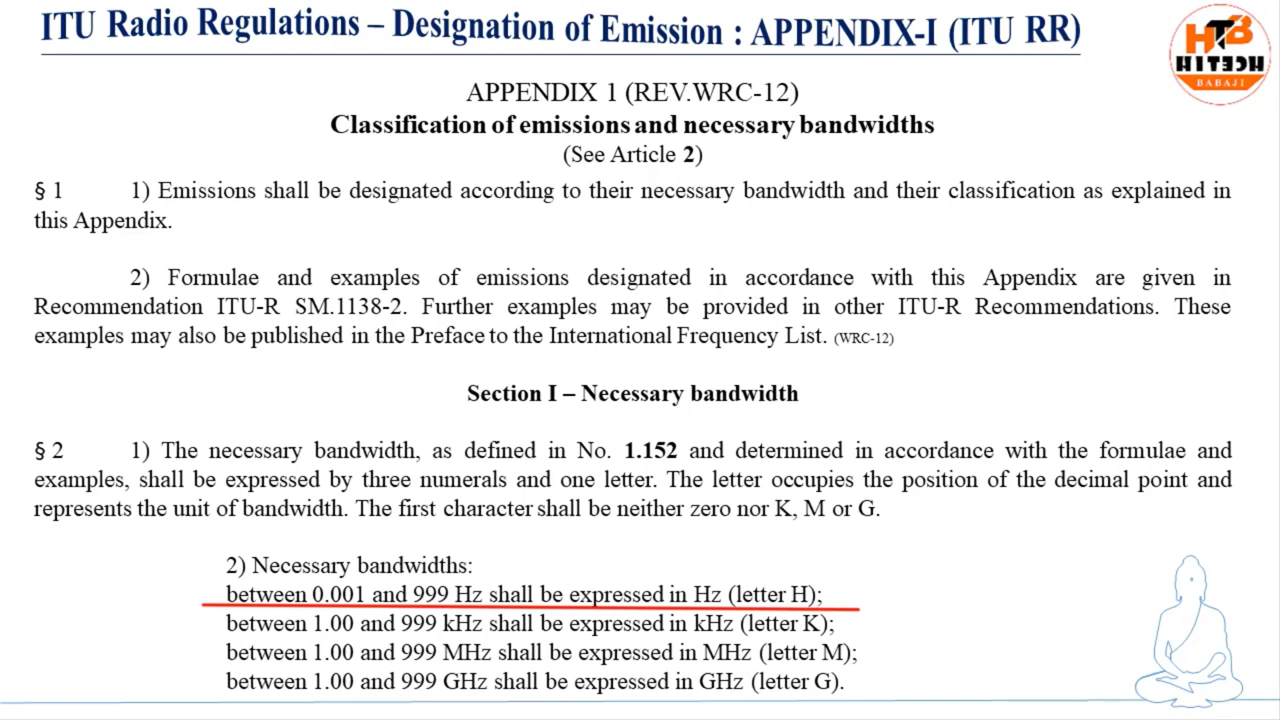 ITU Radio Regulations – Designation of Emission : APPENDIX-I (ITU RR)
HTB
HITECH
BABAJI
APPENDIX 1 (REV.WRC-12)
Classification of emissions and necessary bandwidths
(See Article 2)
§ 1 1) Emissions shall be designated according to their necessary bandwidth and their classification as explained in
this Appendix.
2) Formulae and examples of emissions designated in accordance with this Appendix are given in
Recommendation ITU-R SM.1138-2. Further examples may be provided in other ITU-R Recommendations. These
examples may also be published in the Preface to the International Frequency List. (WRC-12)
Section I – Necessary bandwidth
§ 2 1) The necessary bandwidth, as defined in No. 1.152 and determined in accordance with the formulae and
examples, shall be expressed by three numerals and one letter. The letter occupies the position of the decimal point and
represents the unit of bandwidth. The first character shall be neither zero nor K, M or G.
2) Necessary bandwidths:
between 0.001 and 999 Hz shall be expressed in Hz (letter H);
between 1.00 and 999 kHz shall be expressed in kHz (letter K);
between 1.00 and 999 MHz shall be expressed in MHz (letter M);
between 1.00 and 999 GHz shall be expressed in GHz (letter G).